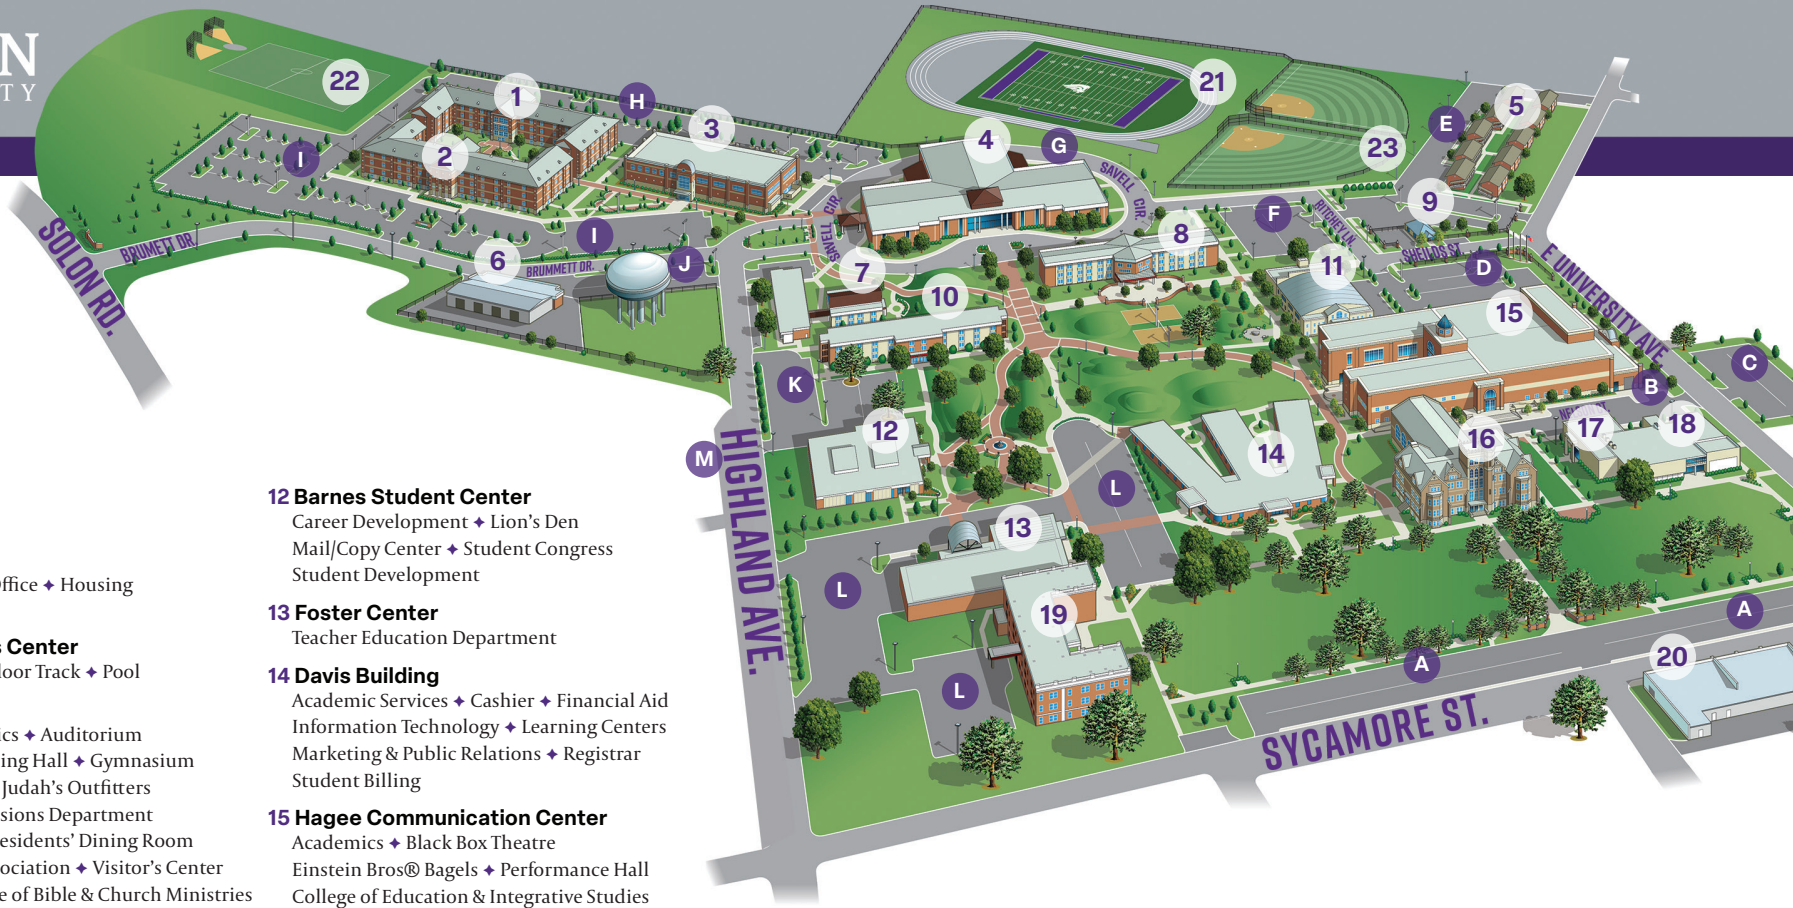 N
TY
22
1
H
3
2
I
4
G
21
23
E
5
SAVELL CIR.
SAVELL CIR.
F
RITCHEY LN.
9
SHIELDS ST.
D
SOLON RD.
BRUMETT DR.
I
6
BRUMMETT DR.
J
7
8
10
11
15
E UNIVERSITY AVE
C
B
K
12
M
HIGHLAND AVE.
L
14
16
NELSON ST.
17
18
13
L
19
L
A
A
20
SYCAMORE ST.
ffice ✦ Housing
s Center
loor Track ✦ Pool
ics ✦ Auditorium
ing Hall ✦ Gymnasium
Judah's Outfitters
sions Department
esidents' Dining Room
ociation ✦ Visitor's Center
e of Bible & Church Ministries
12 Barnes Student Center
Career Development ✦ Lion's Den
Mail/Copy Center ✦ Student Congress
Student Development
13 Foster Center
Teacher Education Department
14 Davis Building
Academic Services ✦ Cashier ✦ Financial Aid
Information Technology ✦ Learning Centers
Marketing & Public Relations ✦ Registrar
Student Billing
15 Hagee Communication Center
Academics ✦ Black Box Theatre
Einstein Bros® Bagels ✦ Performance Hall
College of Education & Integrative Studies